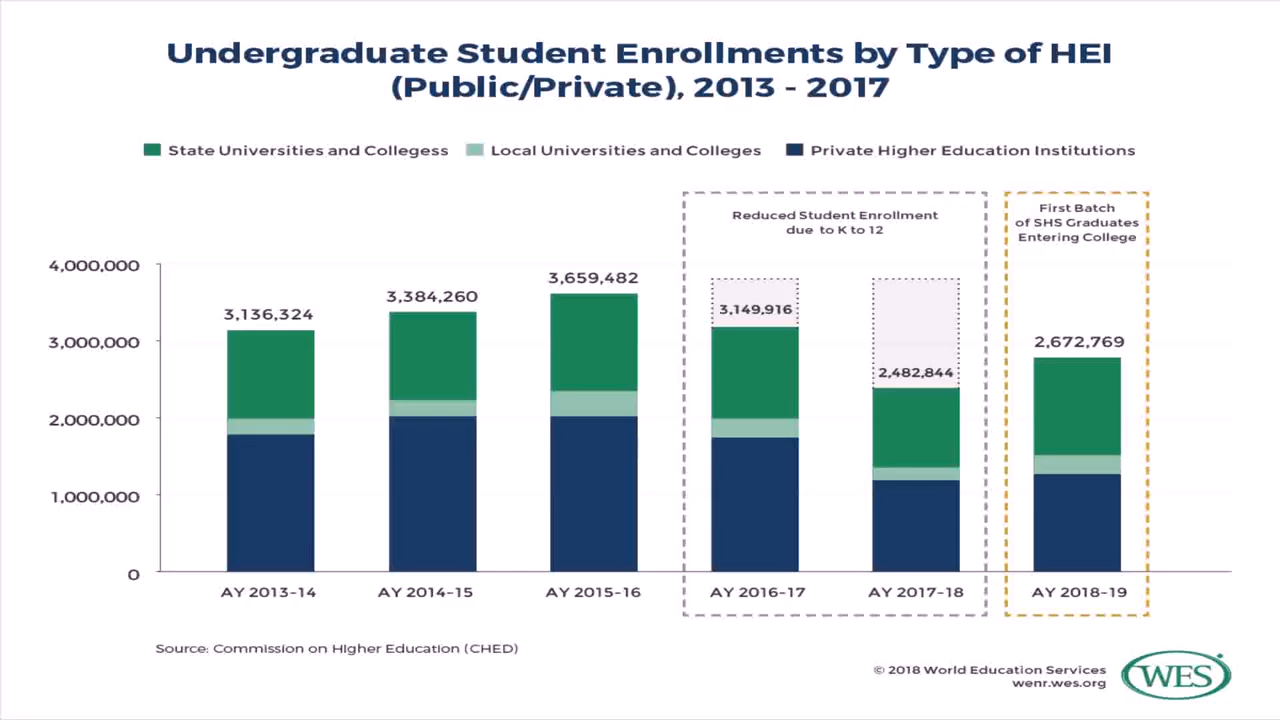 Undergraduate Student Enrollments by Type of HEI
(Public/Private), 2013 - 2017
State Universities and Collegess
Local Universities and Colleges
Private Higher Education Institutions
Reduced Student Enrollment
due to K to 12
First Batch
of SHS Graduates
Entering College
4,000,000
3,000,000
2,000,000
1,000,000
0
3,136,324
3,384,260
3,659,482
3,149,916
2,482,844
2,672,769
AY 2013-14
AY 2014-15
AY 2015-16
AY 2016-17
AY 2017-18
AY 2018-19
Source: Commission on Higher Education (CHED)
© 2018 World Education Services
wenr.wes.org
WES